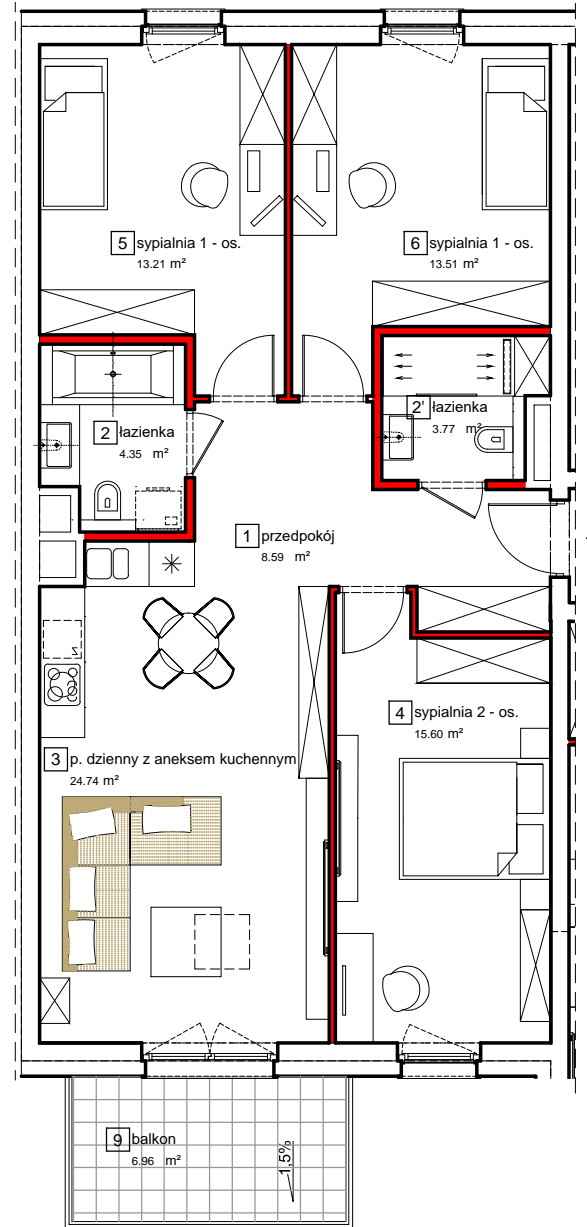 5 sypialnia 1 - os.
13.21 m²
6 sypialnia 1 - os.
13.51 m²
2 łazienka
4.35 m²
2' łazienka
3.77 m²
1 przedpokój
8.59 m²
4 sypialnia 2 - os.
15.60 m²
3 p. dzienny z aneksem kuchennym
24.74 m²
9 balkon
6.96 m²
1,5%